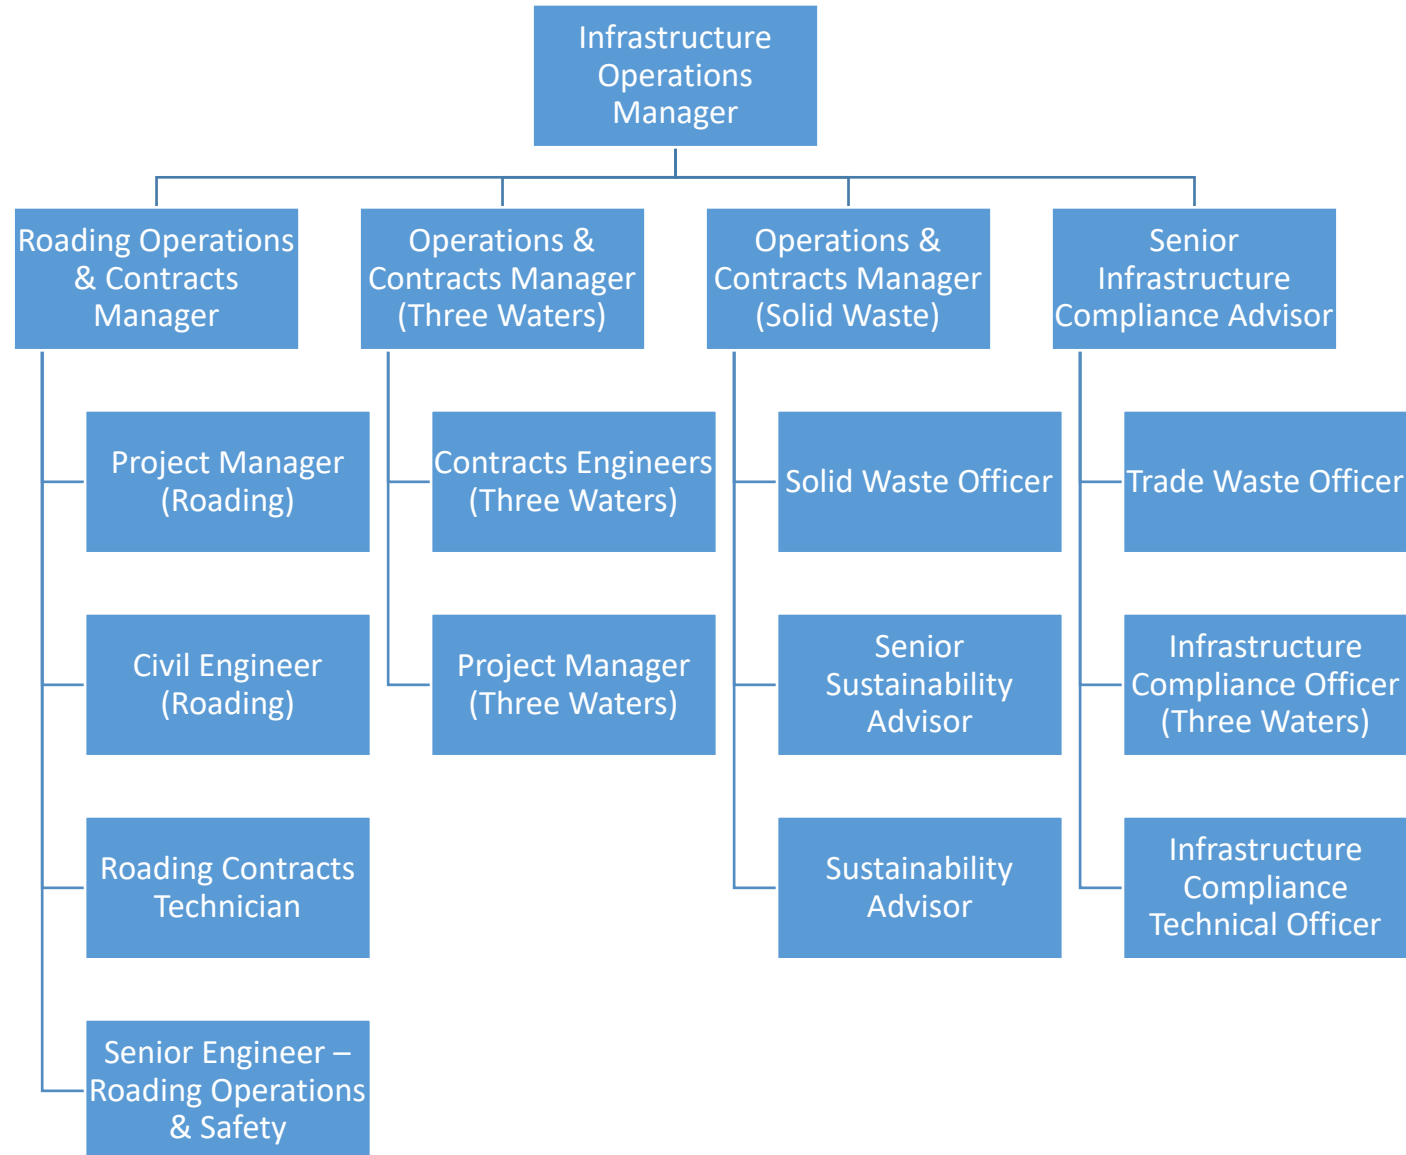 Infrastructure
Operations
Manager
Roading Operations
& Contracts
Manager
Operations &
Contracts Manager
(Three Waters)
Operations &
Contracts Manager
(Solid Waste)
Senior
Infrastructure
Compliance Advisor
Project Manager
(Roading)
Contracts Engineers
(Three Waters)
Solid Waste Officer
Trade Waste Officer
Civil Engineer
(Roading)
Project Manager
(Three Waters)
Senior
Sustainability
Advisor
Infrastructure
Compliance Officer
(Three Waters)
Roading Contracts
Technician
Sustainability
Advisor
Infrastructure
Compliance
Technical Officer
Senior Engineer –
Roading Operations
& Safety